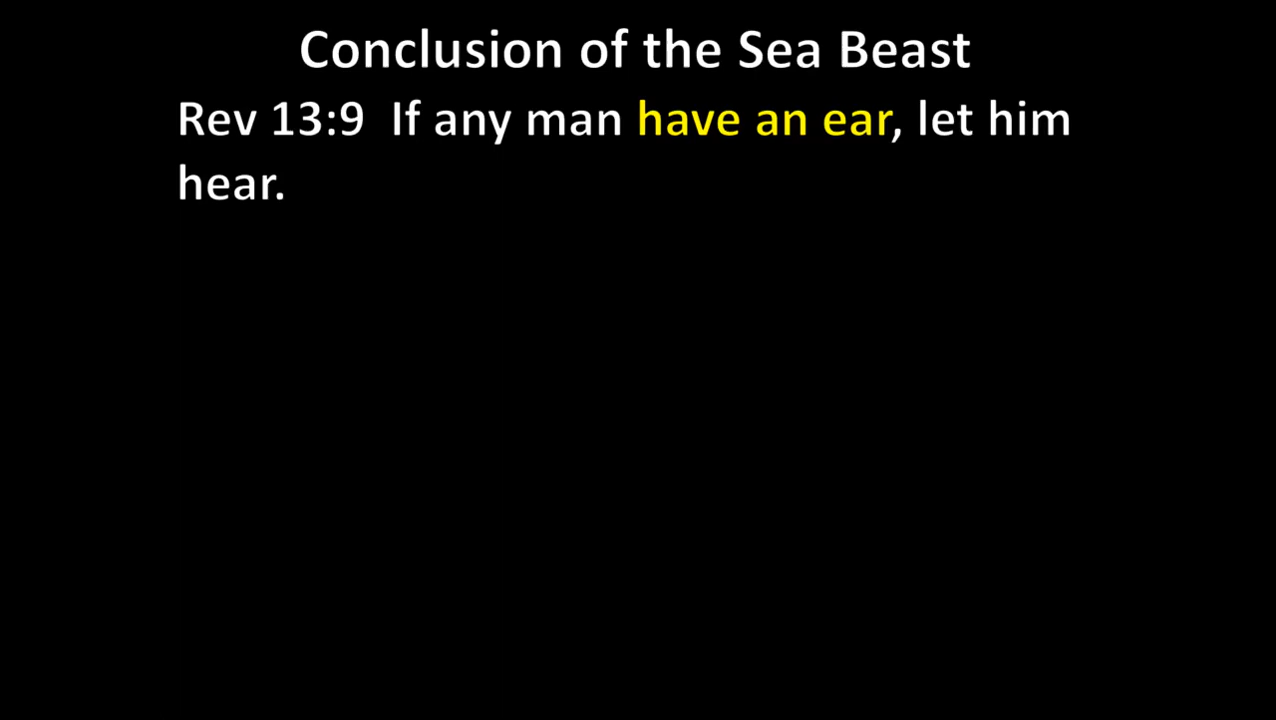 Conclusion of the Sea Beast
Rev 13:9  If any man have an ear, let him
hear.